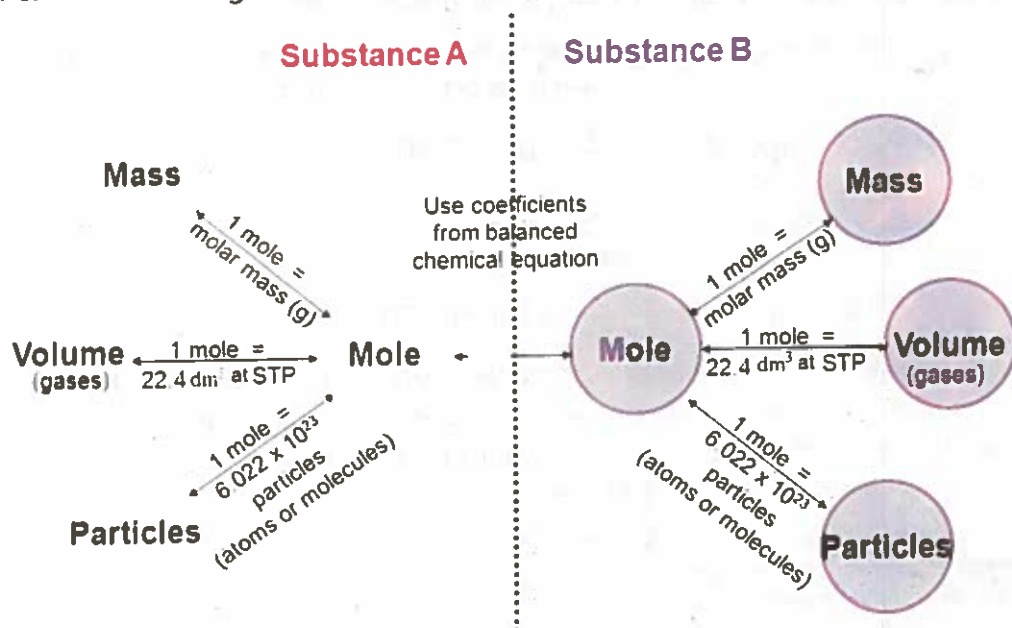 Substance A
Substance B
Mass
1 mole =
molar mass (g)
Volume
(gases)
1 mole =
22.4 dm³ at STP
Mole
1 mole =
6.022 x 10²³
particles
(atoms or molecules)
Particles
Use coefficients
from balanced
chemical equation
Mass
1 mole =
molar mass (g)
Mole
1 mole =
22.4 dm³ at STP
Volume
(gases)
1 mole =
6.022 x 10²³
particles
(atoms or molecules)
Particles